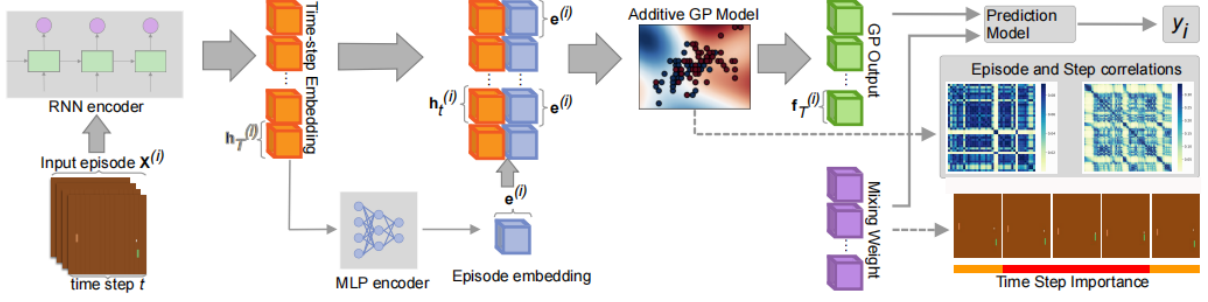 RNN encoder
Input episode X(i)
time step t
Time-step Embedding
hT(i)
MLP encoder
e(i)
ht(i)
e(i)
e(i)
Episode embedding
Additive GP Model
GP Output
fT(i)
Mixing Weight
Prediction
Model
yi
Episode and Step correlations
Time Step Importance